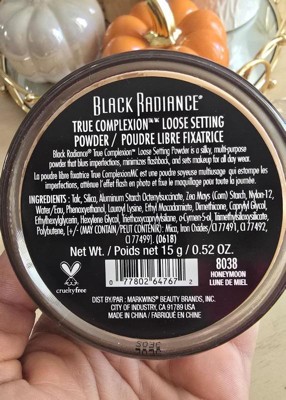 BLACK RADIANCE®
TRUE COMPLEXION™ LOOSE SETTING
POWDER / POUDRE LIBRE FIXATRICE
Black Radiance® True Complexion™ Loose Setting Powder is a silky, multi-purpose
powder that blurs imperfections, minimizes flashback, and sets makeup for all day wear.
La poudre libre fixatrice True ComplexionMC est une poudre soyeuse multiusage qui estompe les
imperfections, atténue l'effet flash en photo et fixe le maquillage pour toute la journée.
Ingredients: Talc, Silica, Aluminum Starch Octenylsuccinate, Zea Mays (Corn) Starch, Nylon-12,
Water/Eau, Phenoxyethanol, Lauroyl Lysine, Ethyl Macadamiate, Dimethicone, Caprylyl Glycol,
Ethylhexylglycerin, Hexylene Glycol, Triethoxycaprylylsilane, o-Cymen-5-ol, Trimethylsiloxysilicate,
Polybutene, [+/- (MAY CONTAIN/PEUT CONTENIR): Mica, Iron Oxides/C.I.77491, C.I.77492,
C.I.77499]. (0618)
Net Wt. / Poids net 15 g / 0.52 OZ.
crueltyfree
0 77802 64767 2
8038
HONEYMOON
LUNE DE MIEL
DIST BY/PAR : MARKWINS® BEAUTY BRANDS, INC.
CITY OF INDUSTRY, CA 91789 USA
MADE IN CHINA / FABRIQUÉ EN CHINE